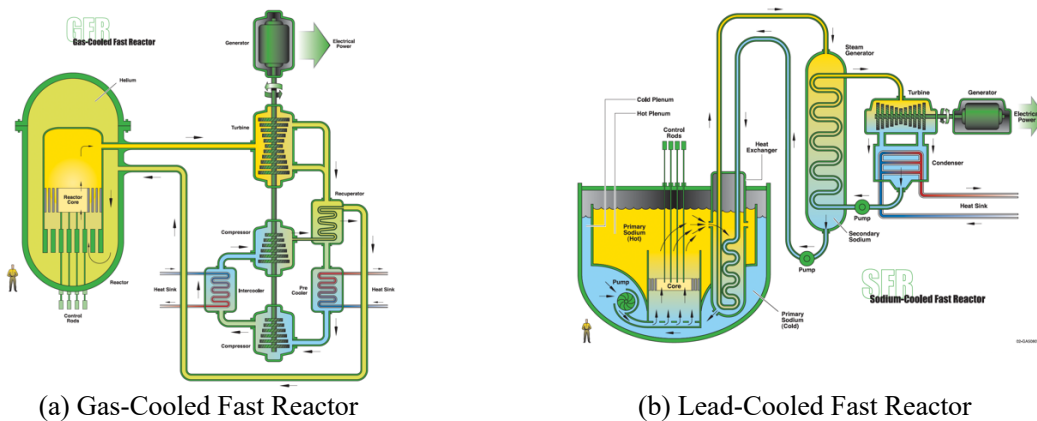 GFR
Gas-Cooled Fast Reactor
Helium
Generator
Electrical
Power
Turbine
Reactor
Core
Recuperator
Compressor
Heat Sink
Intercooler
Pre
Cooler
Heat Sink
Reactor
Control
Rods
Compressor
(a) Gas-Cooled Fast Reactor
Steam
Generator
Turbine
Generator
Electrical
Power
Cold Plenum
Hot Plenum
Control
Rods
Heat
Exchanger
Condenser
Primary
Sodium
(Hot)
Pump
Heat Sink
Secondary
Sodium
Pump
Core
Pump
Primary
Sodium
(Cold)
SFR
Sodium-Cooled Fast Reactor
(b) Lead-Cooled Fast Reactor